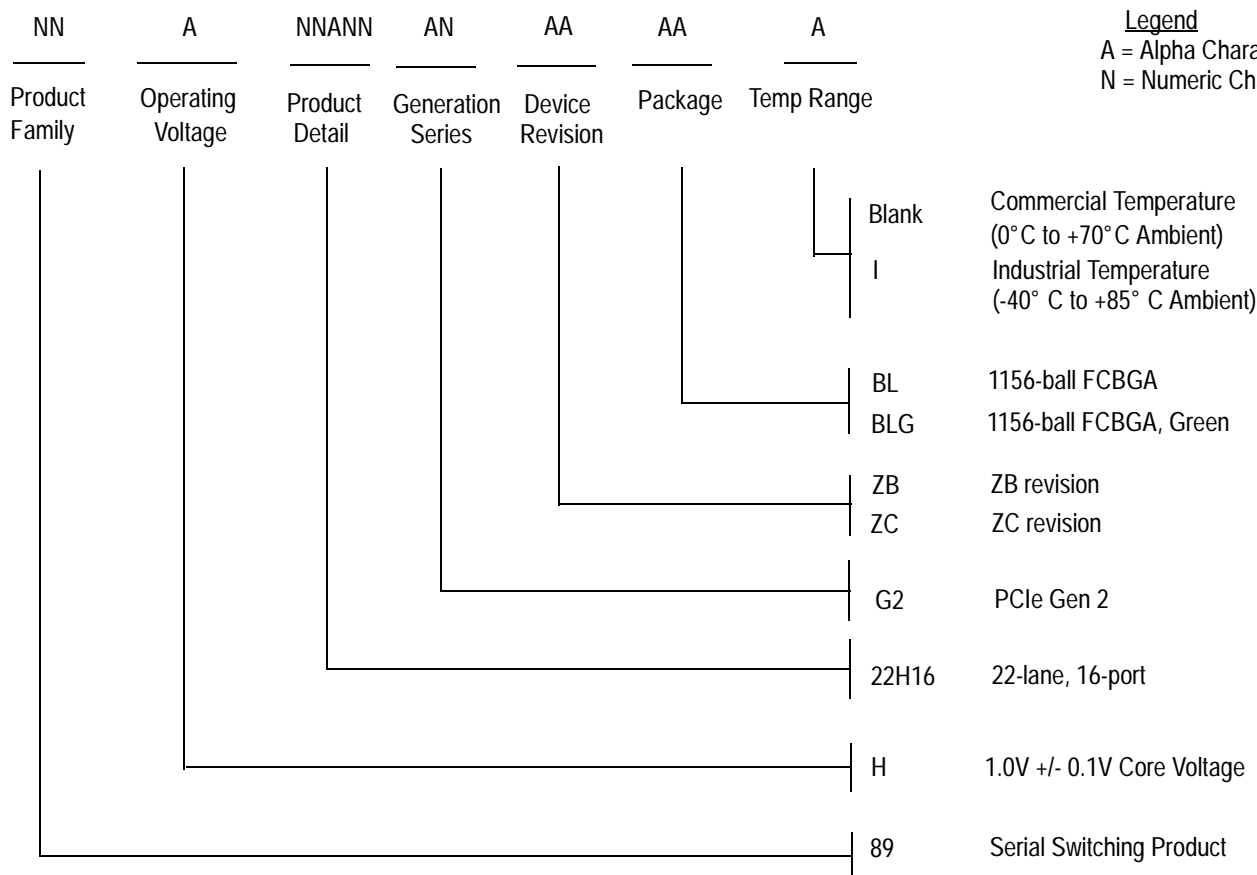 NN A NNANN AN AA AA A
Legend
A = Alpha Chara
N = Numeric Ch
Product Family
Operating Voltage
Product Detail
Generation Series
Device Revision
Package
Temp Range
Blank Commercial Temperature
(0°C to +70°C Ambient)
I Industrial Temperature
(-40° C to +85° C Ambient)
BL 1156-ball FCBGA
BLG 1156-ball FCBGA, Green
ZB ZB revision
ZC ZC revision
G2 PCIe Gen 2
22H16 22-lane, 16-port
H 1.0V +/- 0.1V Core Voltage
89 Serial Switching Product